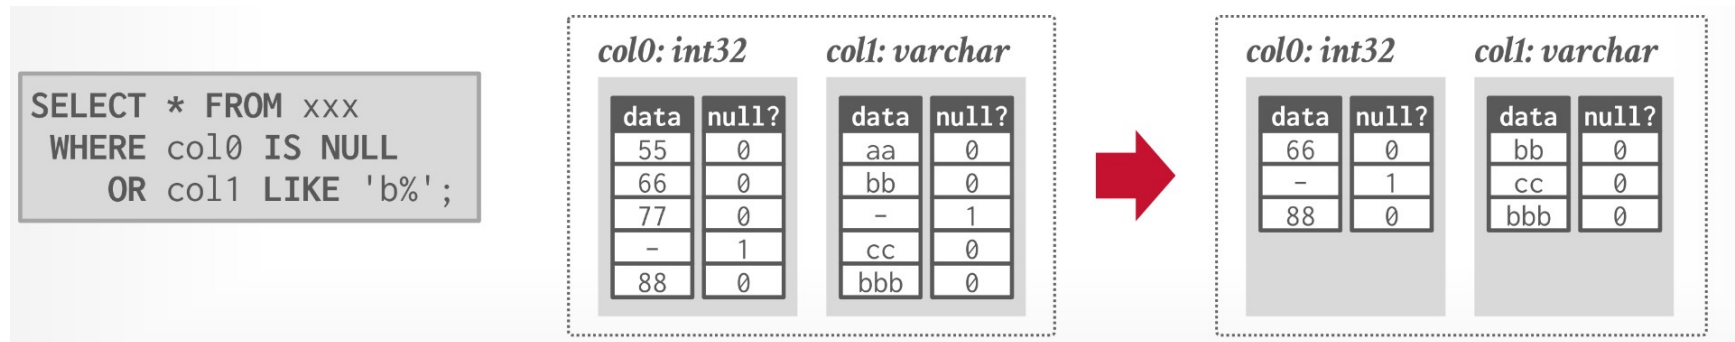 SELECT * FROM xxx
WHERE col0 IS NULL
OR col1 LIKE 'b%';
col0: int32 col1: varchar
data null? data null?
55 0 aa 0
66 0 bb 0
77 0 - 1
- 1 cc 0
88 0 bbb 0
col0: int32 col1: varchar
data null? data null?
66 0 bb 0
- 1 cc 0
88 0 bbb 0